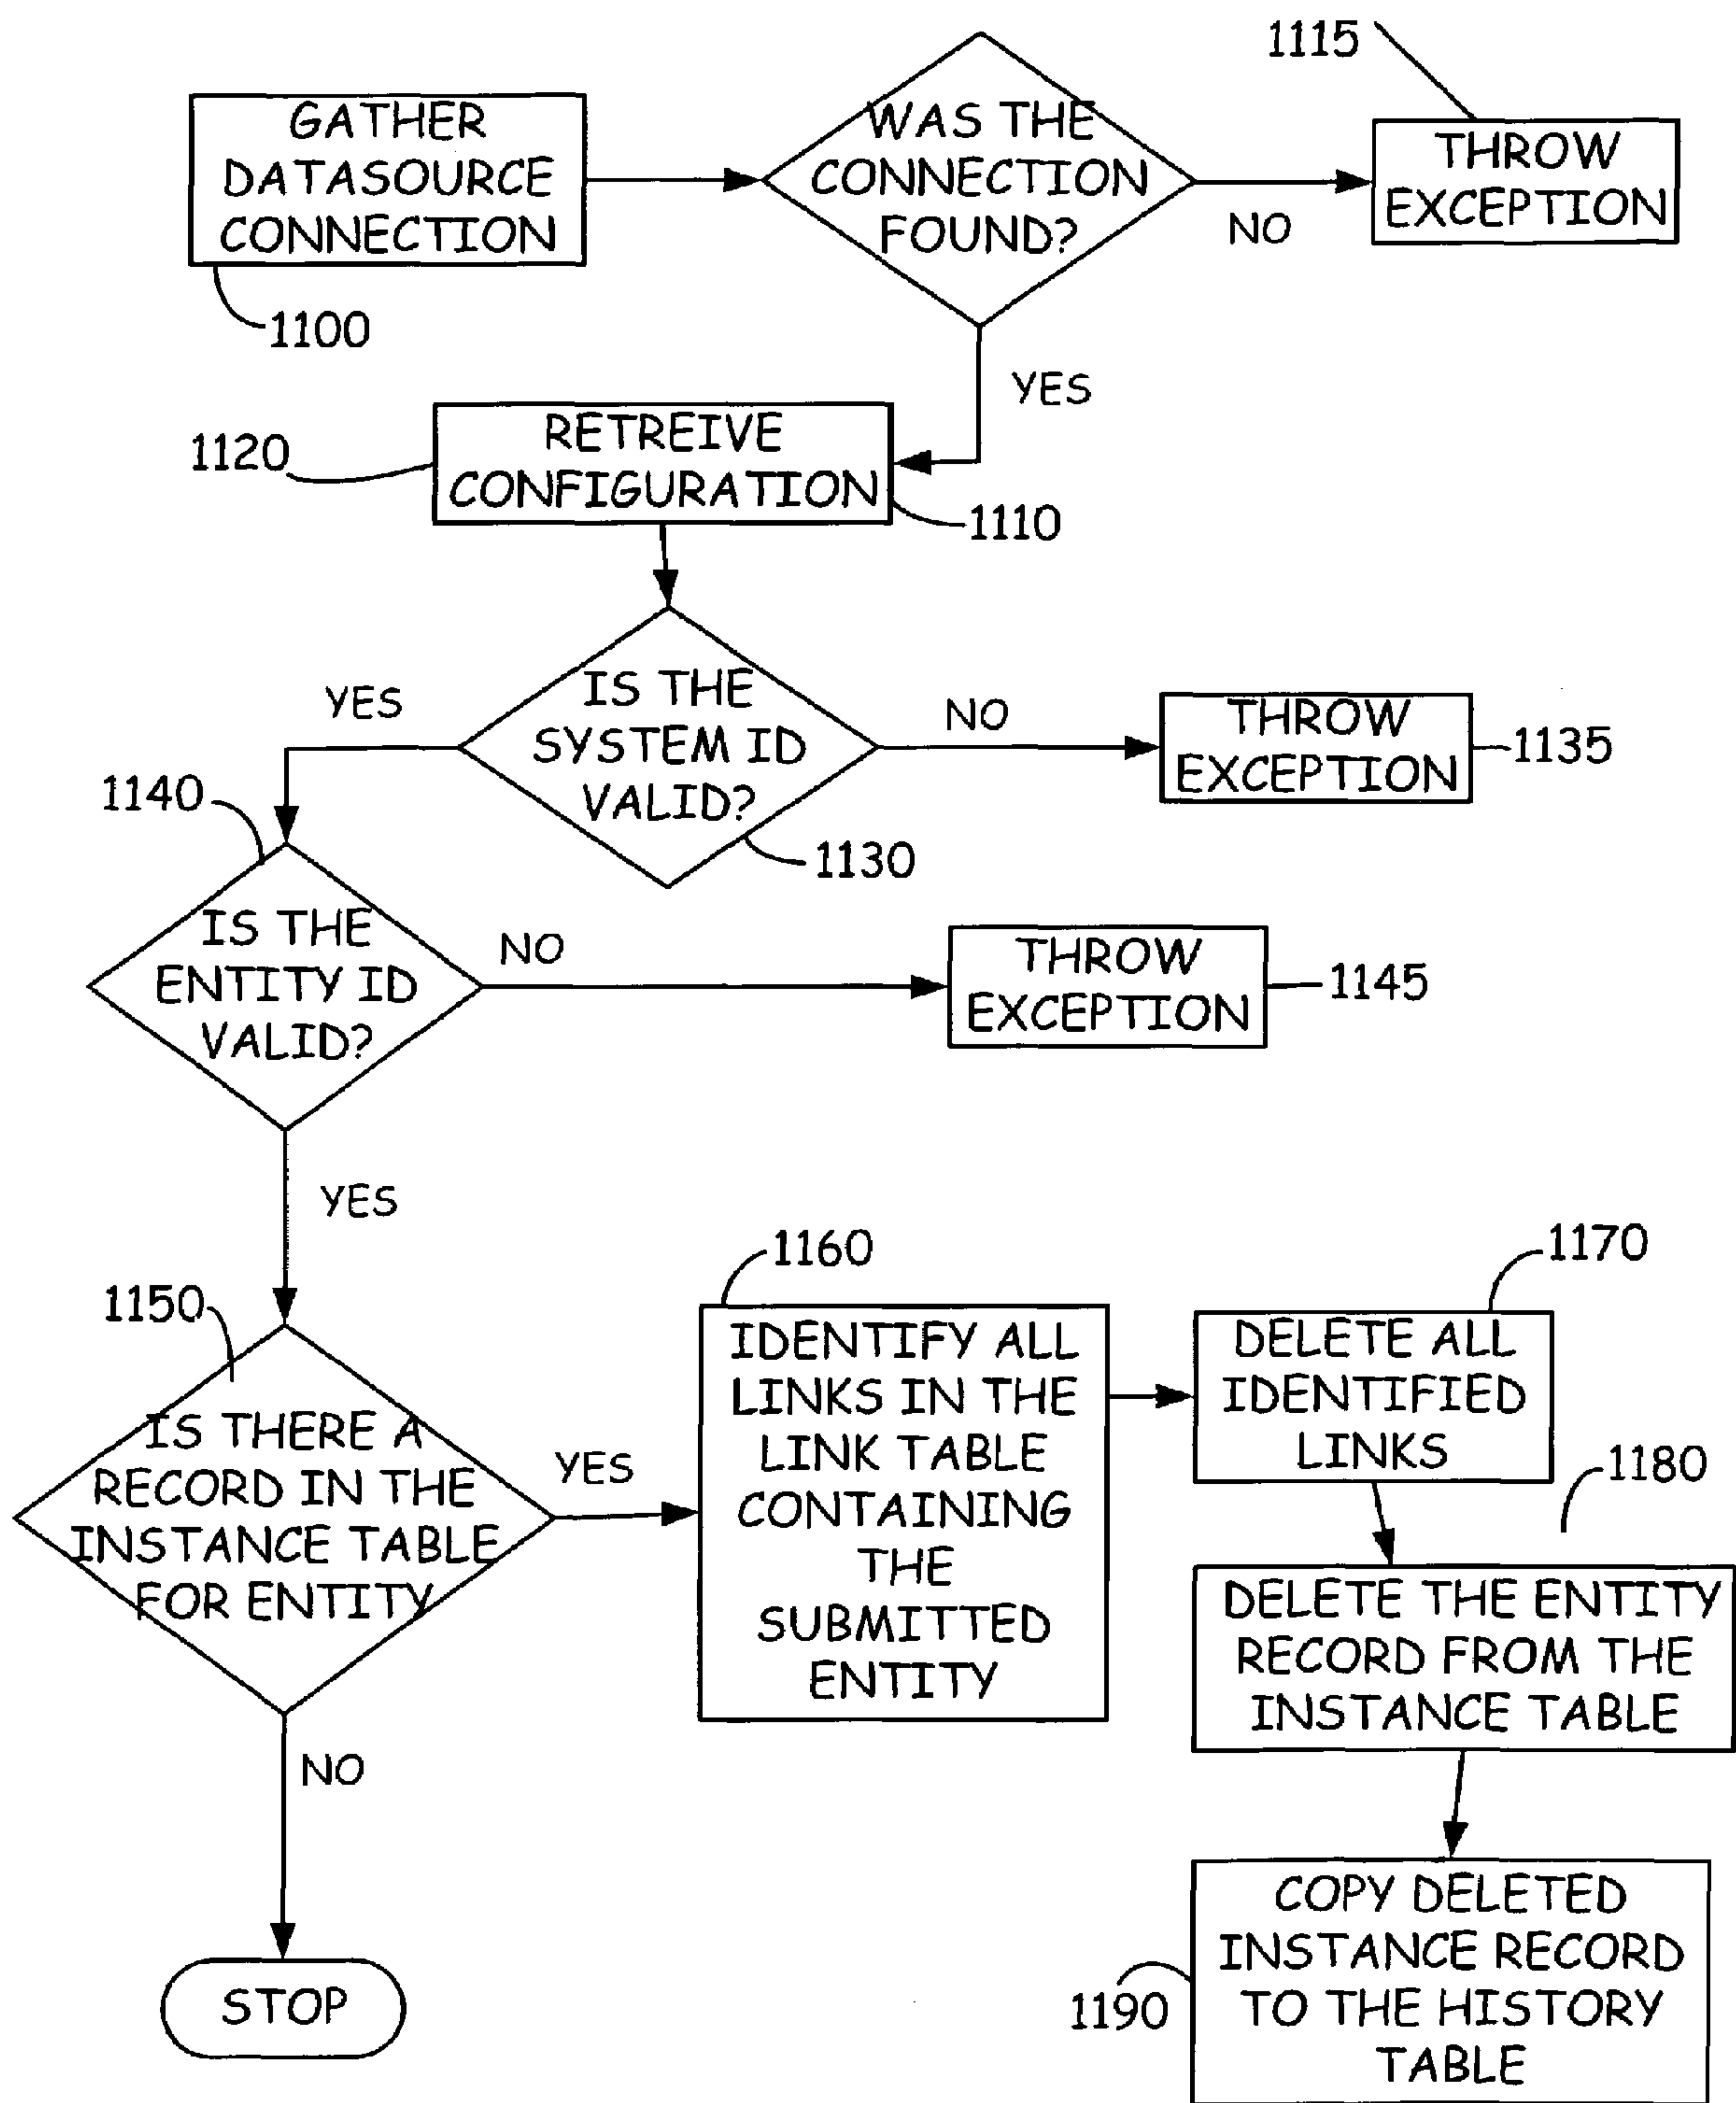 1115
GATHER
DATASOURCE
CONNECTION
1100
WAS THE
CONNECTION
FOUND?
NO
THROW
EXCEPTION
YES
1120
RETREIVE
CONFIGURATION
1110
IS THE
SYSTEM ID
VALID?
YES
NO
1130
THROW
EXCEPTION
1135
1140
IS THE
ENTITY ID
VALID?
NO
THROW
EXCEPTION
1145
YES
1150
IS THERE A
RECORD IN THE
INSTANCE TABLE
FOR ENTITY
YES
1160
IDENTIFY ALL
LINKS IN THE
LINK TABLE
CONTAINING
THE
SUBMITTED
ENTITY
1170
DELETE ALL
IDENTIFIED
LINKS
1180
DELETE THE ENTITY
RECORD FROM THE
INSTANCE TABLE
NO
STOP
1190
COPY DELETED
INSTANCE RECORD
TO THE HISTORY
TABLE